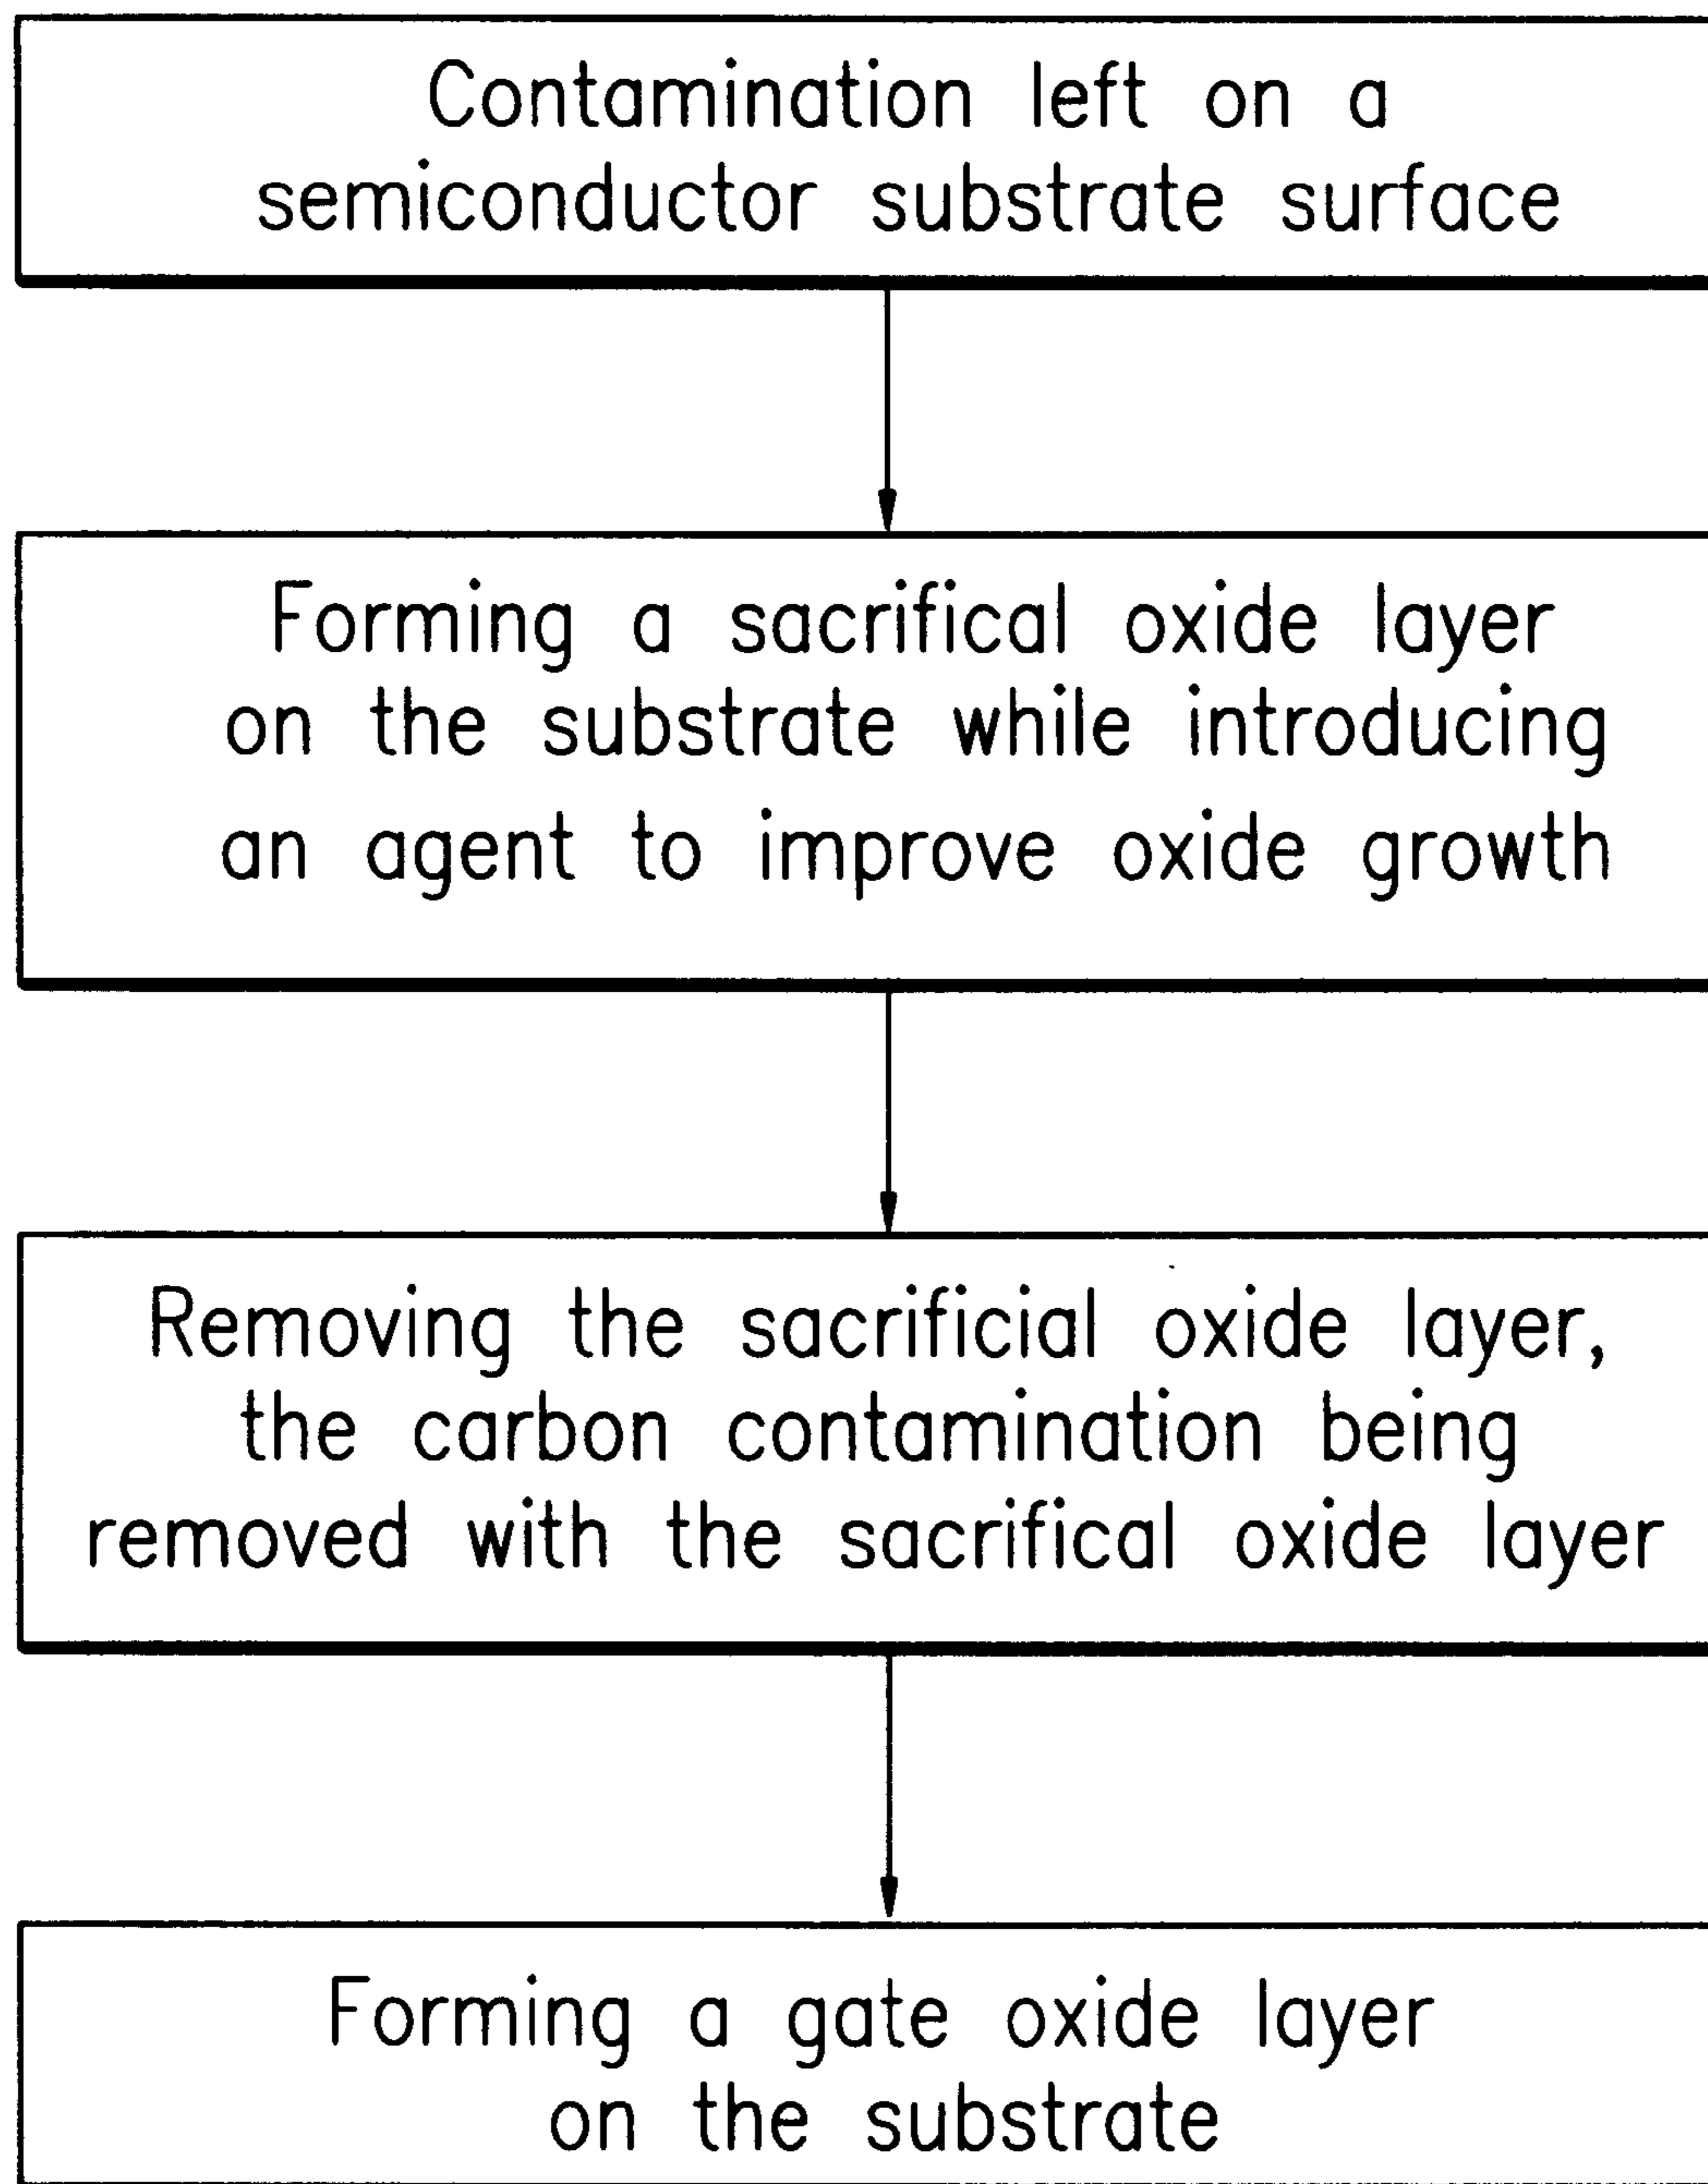 Contamination left on a
semiconductor substrate surface
Forming a sacrifical oxide layer
on the substrate while introducing
an agent to improve oxide growth
Removing the sacrificial oxide layer,
the carbon contamination being
removed with the sacrifical oxide layer
Forming a gate oxide layer
on the substrate